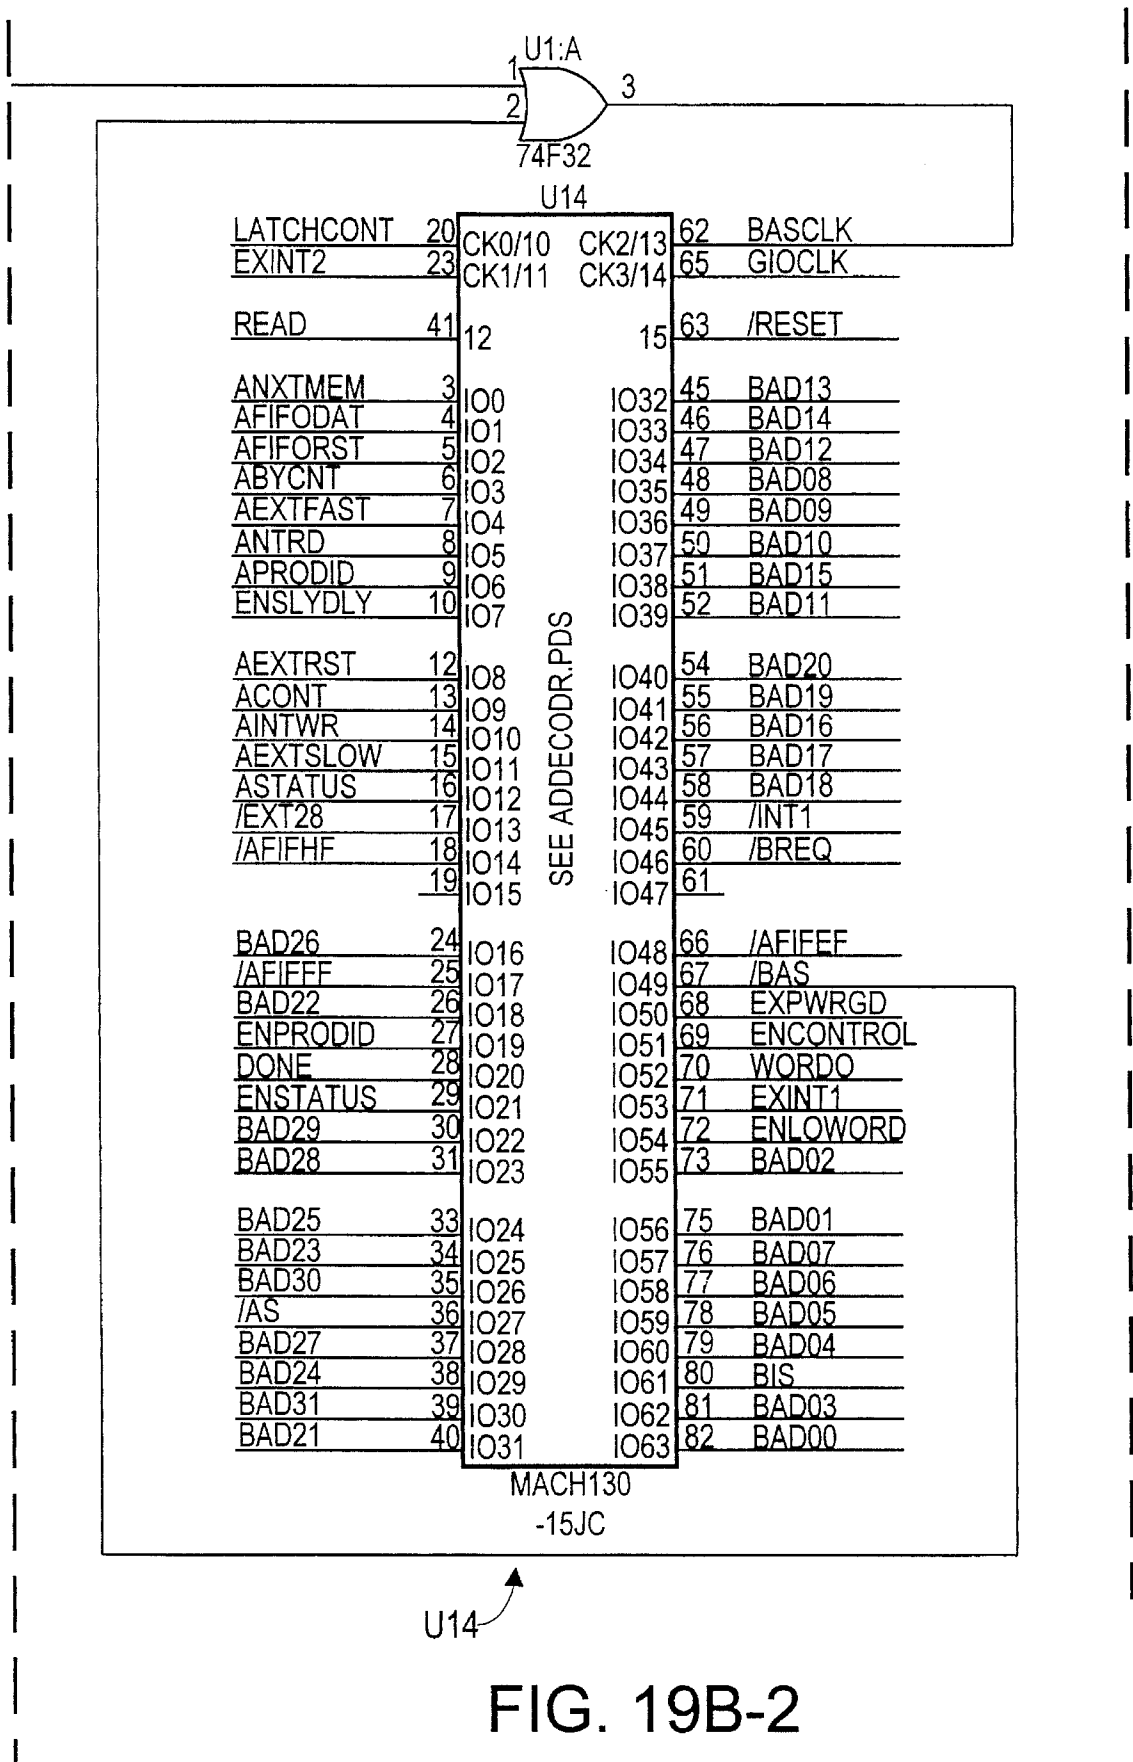 U1:A
1
2
3
74F32
U14
LATCHCONT 20 CK0/10 CK2/13 62 BASCLK
EXINT2 23 CK1/11 CK3/14 65 GIOCLK
READ 41 12 15 63 /RESET
ANXTMEM 3 IO0 IO32 45 BAD13
AFIFODAT 4 IO1 IO33 46 BAD14
AFIFORST 5 IO2 IO34 47 BAD12
ABYCNT 6 IO3 IO35 48 BAD08
AEXTFAST 7 IO4 IO36 49 BAD09
ANTRD 8 IO5 IO37 50 BAD10
APRODID 9 IO6 IO38 51 BAD15
ENSLYDLY 10 IO7 IO39 52 BAD11
SEE ADDECODR.PDS
AEXTRST 12 IO8 IO40 54 BAD20
ACONT 13 IO9 IO41 55 BAD19
AINTWR 14 IO10 IO42 56 BAD16
AEXTSLOW 15 IO11 IO43 57 BAD17
ASTATUS 16 IO12 IO44 58 BAD18
/EXT28 17 IO13 IO45 59 /INT1
/AFIFHF 18 IO14 IO46 60 /BREQ
19 IO15 IO47 61
BAD26 24 IO16 IO48 66 /AFIFEF
/AFIFFF 25 IO17 IO49 67 /BAS
BAD22 26 IO18 IO50 68 EXPWRGD
ENPRODID 27 IO19 IO51 69 ENCONTROL
DONE 28 IO20 IO52 70 WORDO
ENSTATUS 29 IO21 IO53 71 EXINT1
BAD29 30 IO22 IO54 72 ENLOWORD
BAD28 31 IO23 IO55 73 BAD02
BAD25 33 IO24 IO56 75 BAD01
BAD23 34 IO25 IO57 76 BAD07
BAD30 35 IO26 IO58 77 BAD06
/AS 36 IO27 IO59 78 BAD05
BAD27 37 IO28 IO60 79 BAD04
BAD24 38 IO29 IO61 80 BIS
BAD31 39 IO30 IO62 81 BAD03
BAD21 40 IO31 IO63 82 BAD00
MACH130
-15JC
U14
FIG. 19B-2